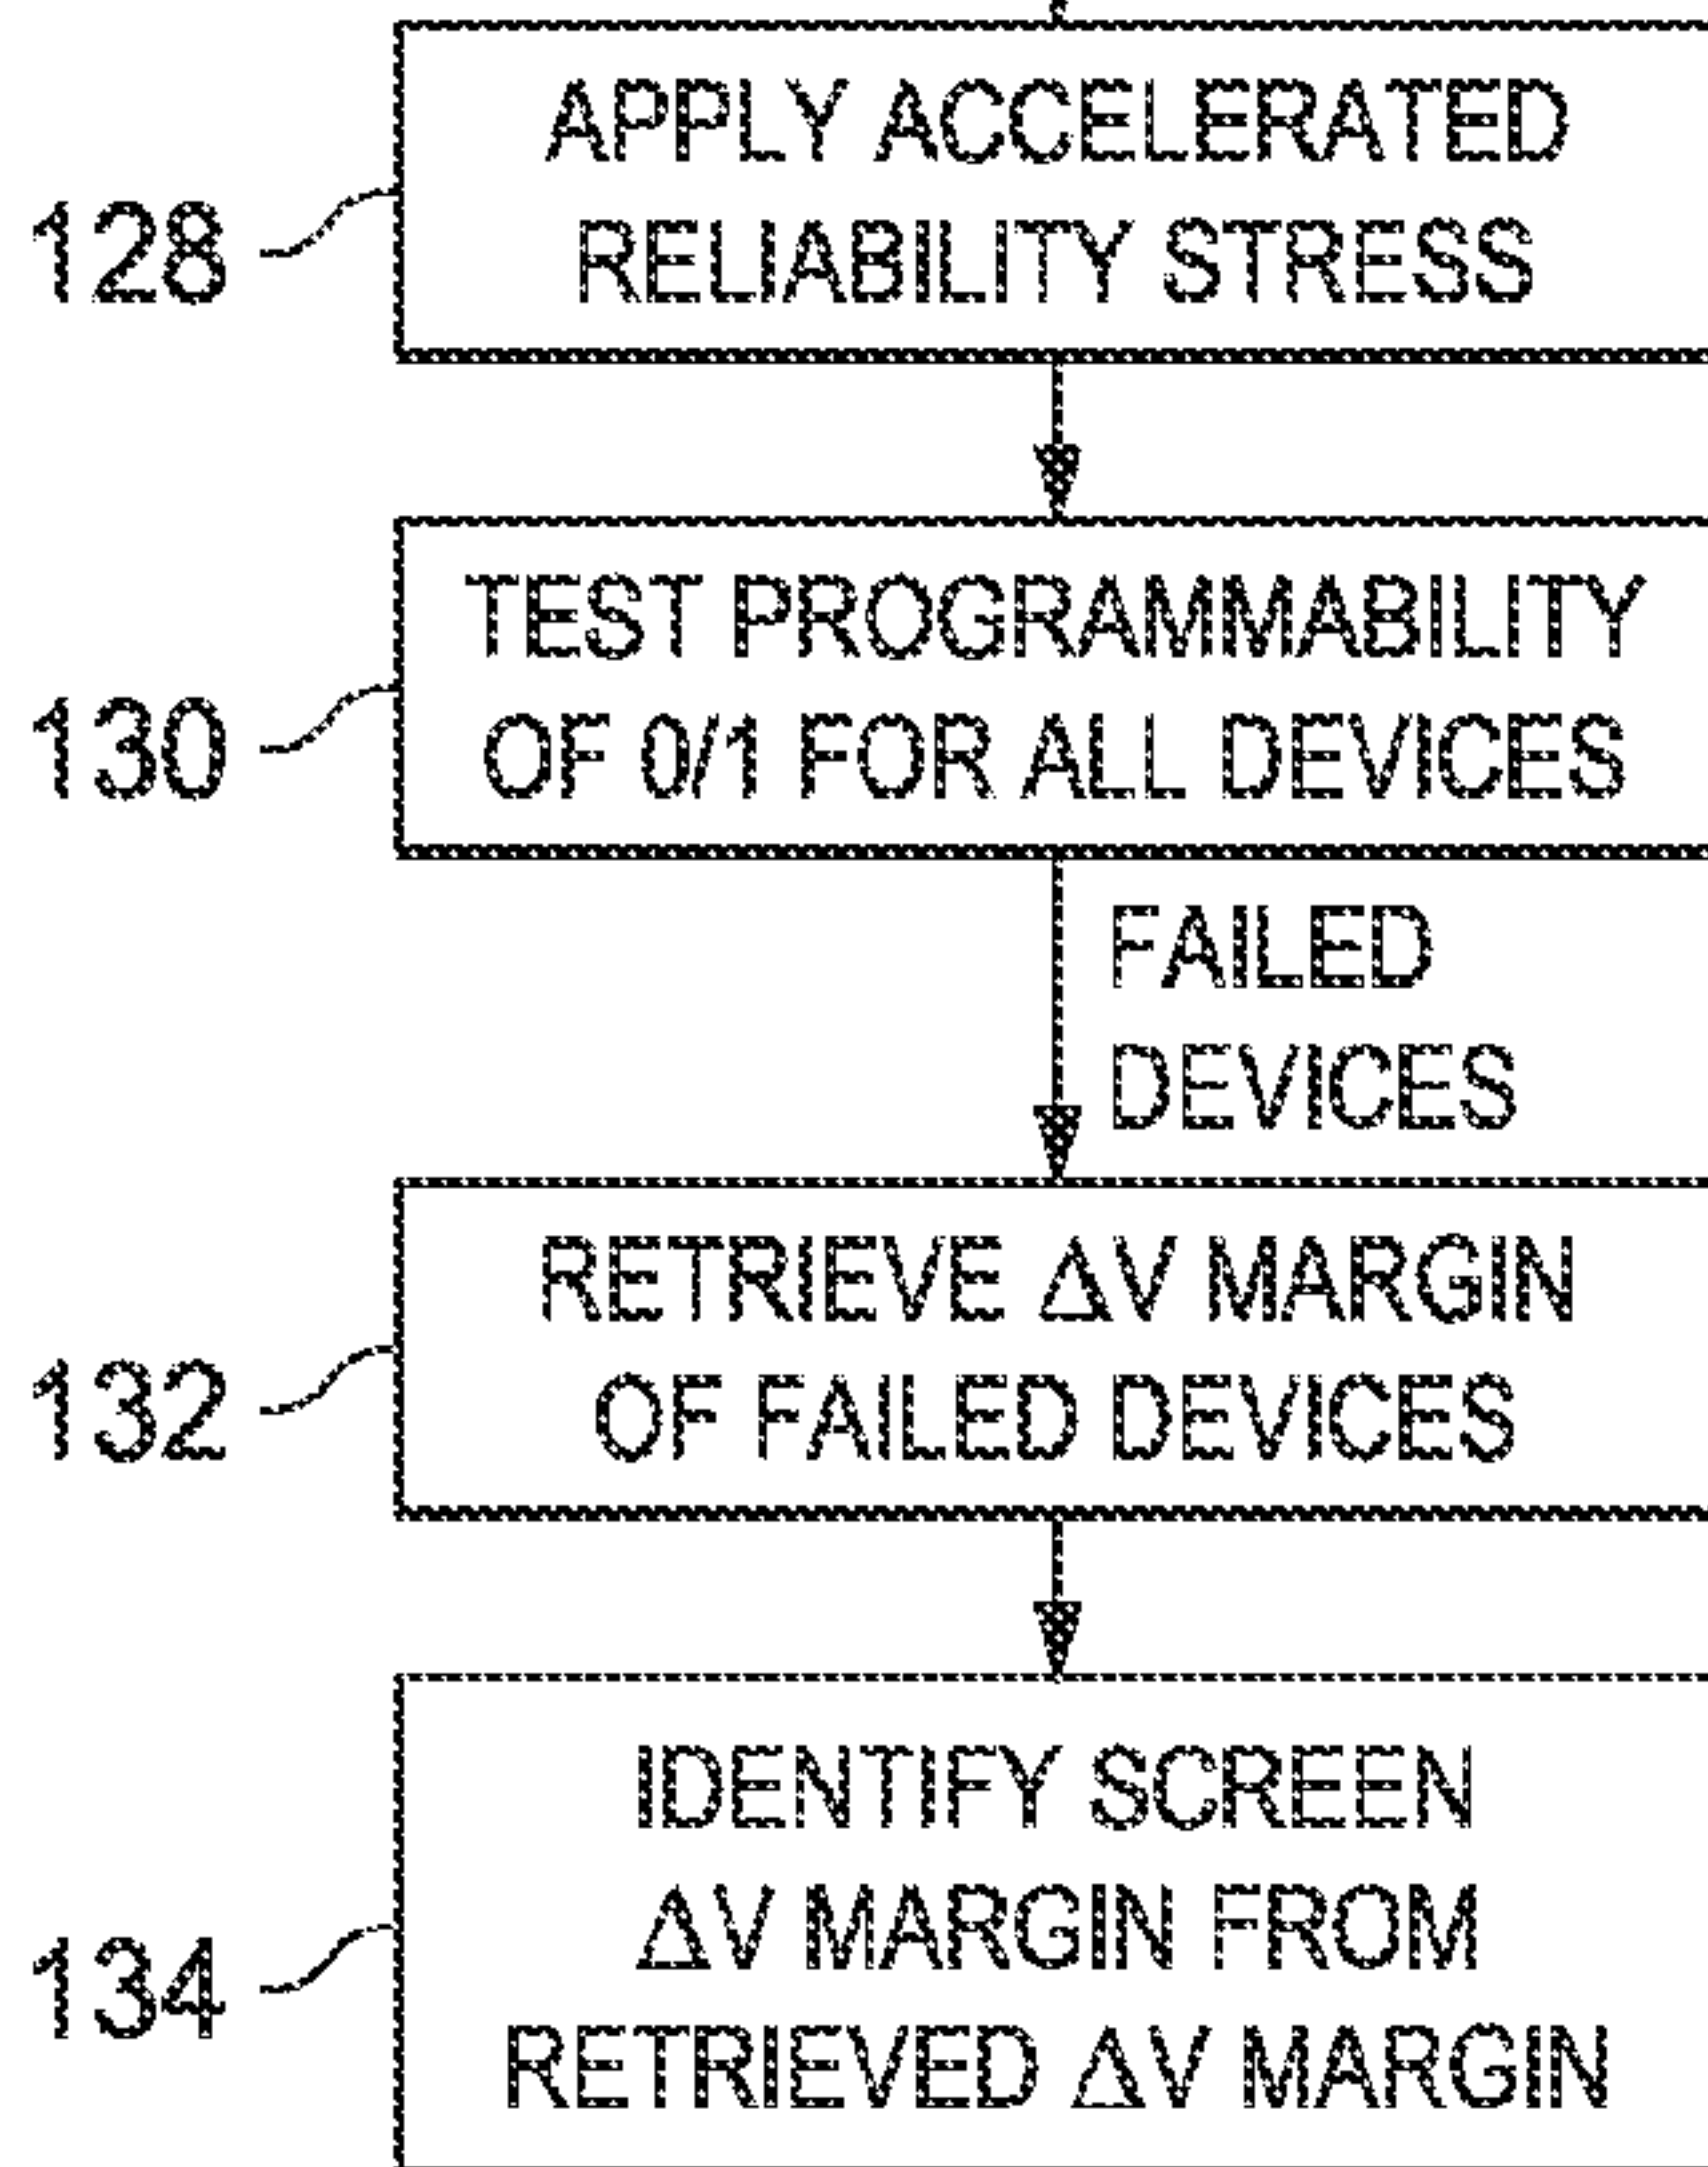 APPLY ACCELERATED
RELIABILITY STRESS
128
TEST PROGRAMMABILITY
OF 0/1 FOR ALL DEVICES
130
FAILED
DEVICES
RETRIEVE ΔV MARGIN
OF FAILED DEVICES
132
IDENTIFY SCREEN
ΔV MARGIN FROM
RETRIEVED ΔV MARGIN
134